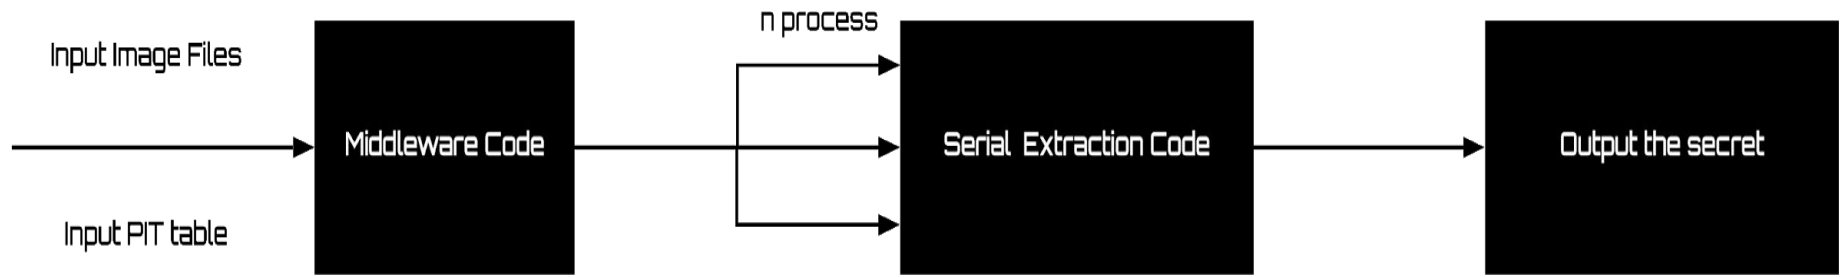 n process
Input Image Files
Middleware Code
Serial Extraction Code
Output the secret
Input PIT table